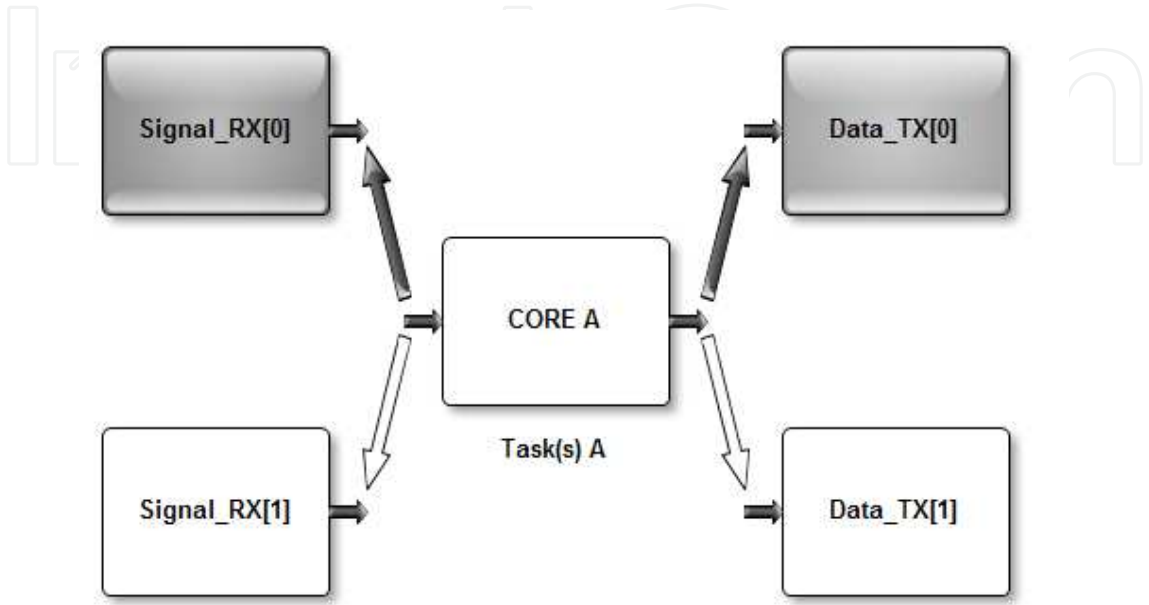 Signal_RX[0]
Data_TX[0]
CORE A
Task(s) A
Signal_RX[1]
Data_TX[1]